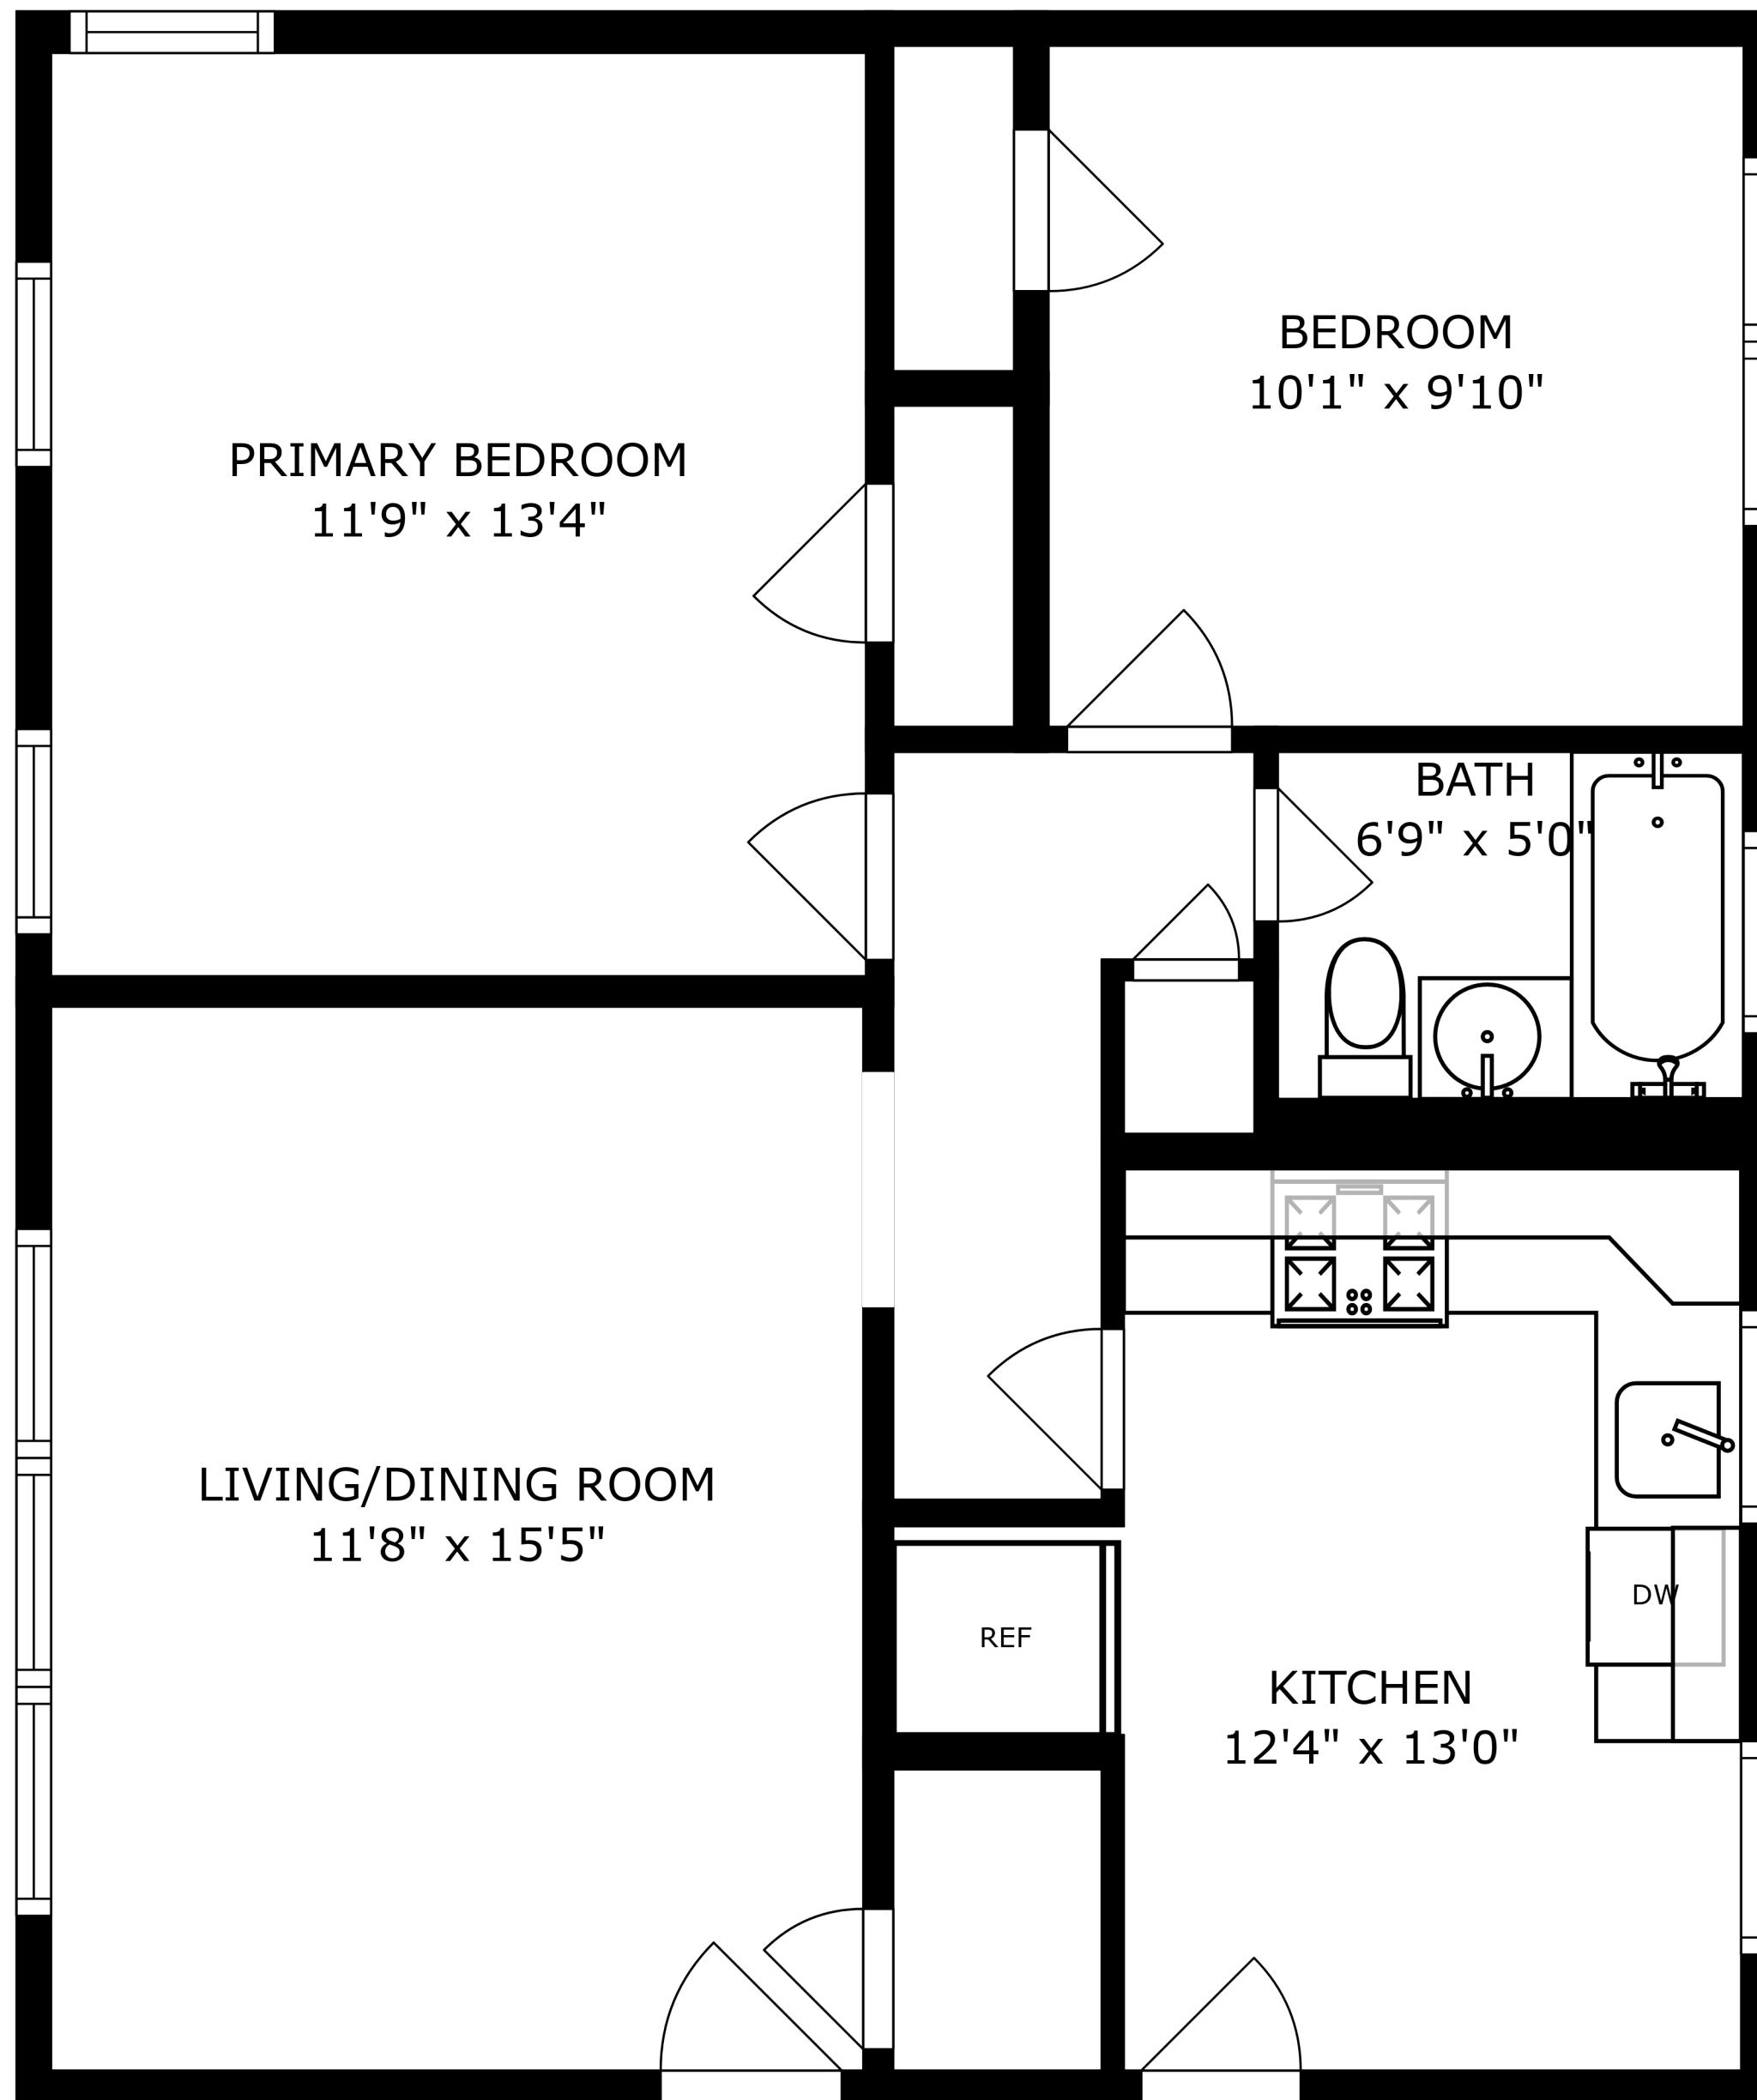 BEDROOM
10'1" x 9'10"
PRIMARY BEDROOM
11'9" x 13'4"
BATH
6'9" x 5'0"
LIVING/DINING ROOM
11'8" x 15'5"
DW
REF
KITCHEN
12'4" x 13'0"